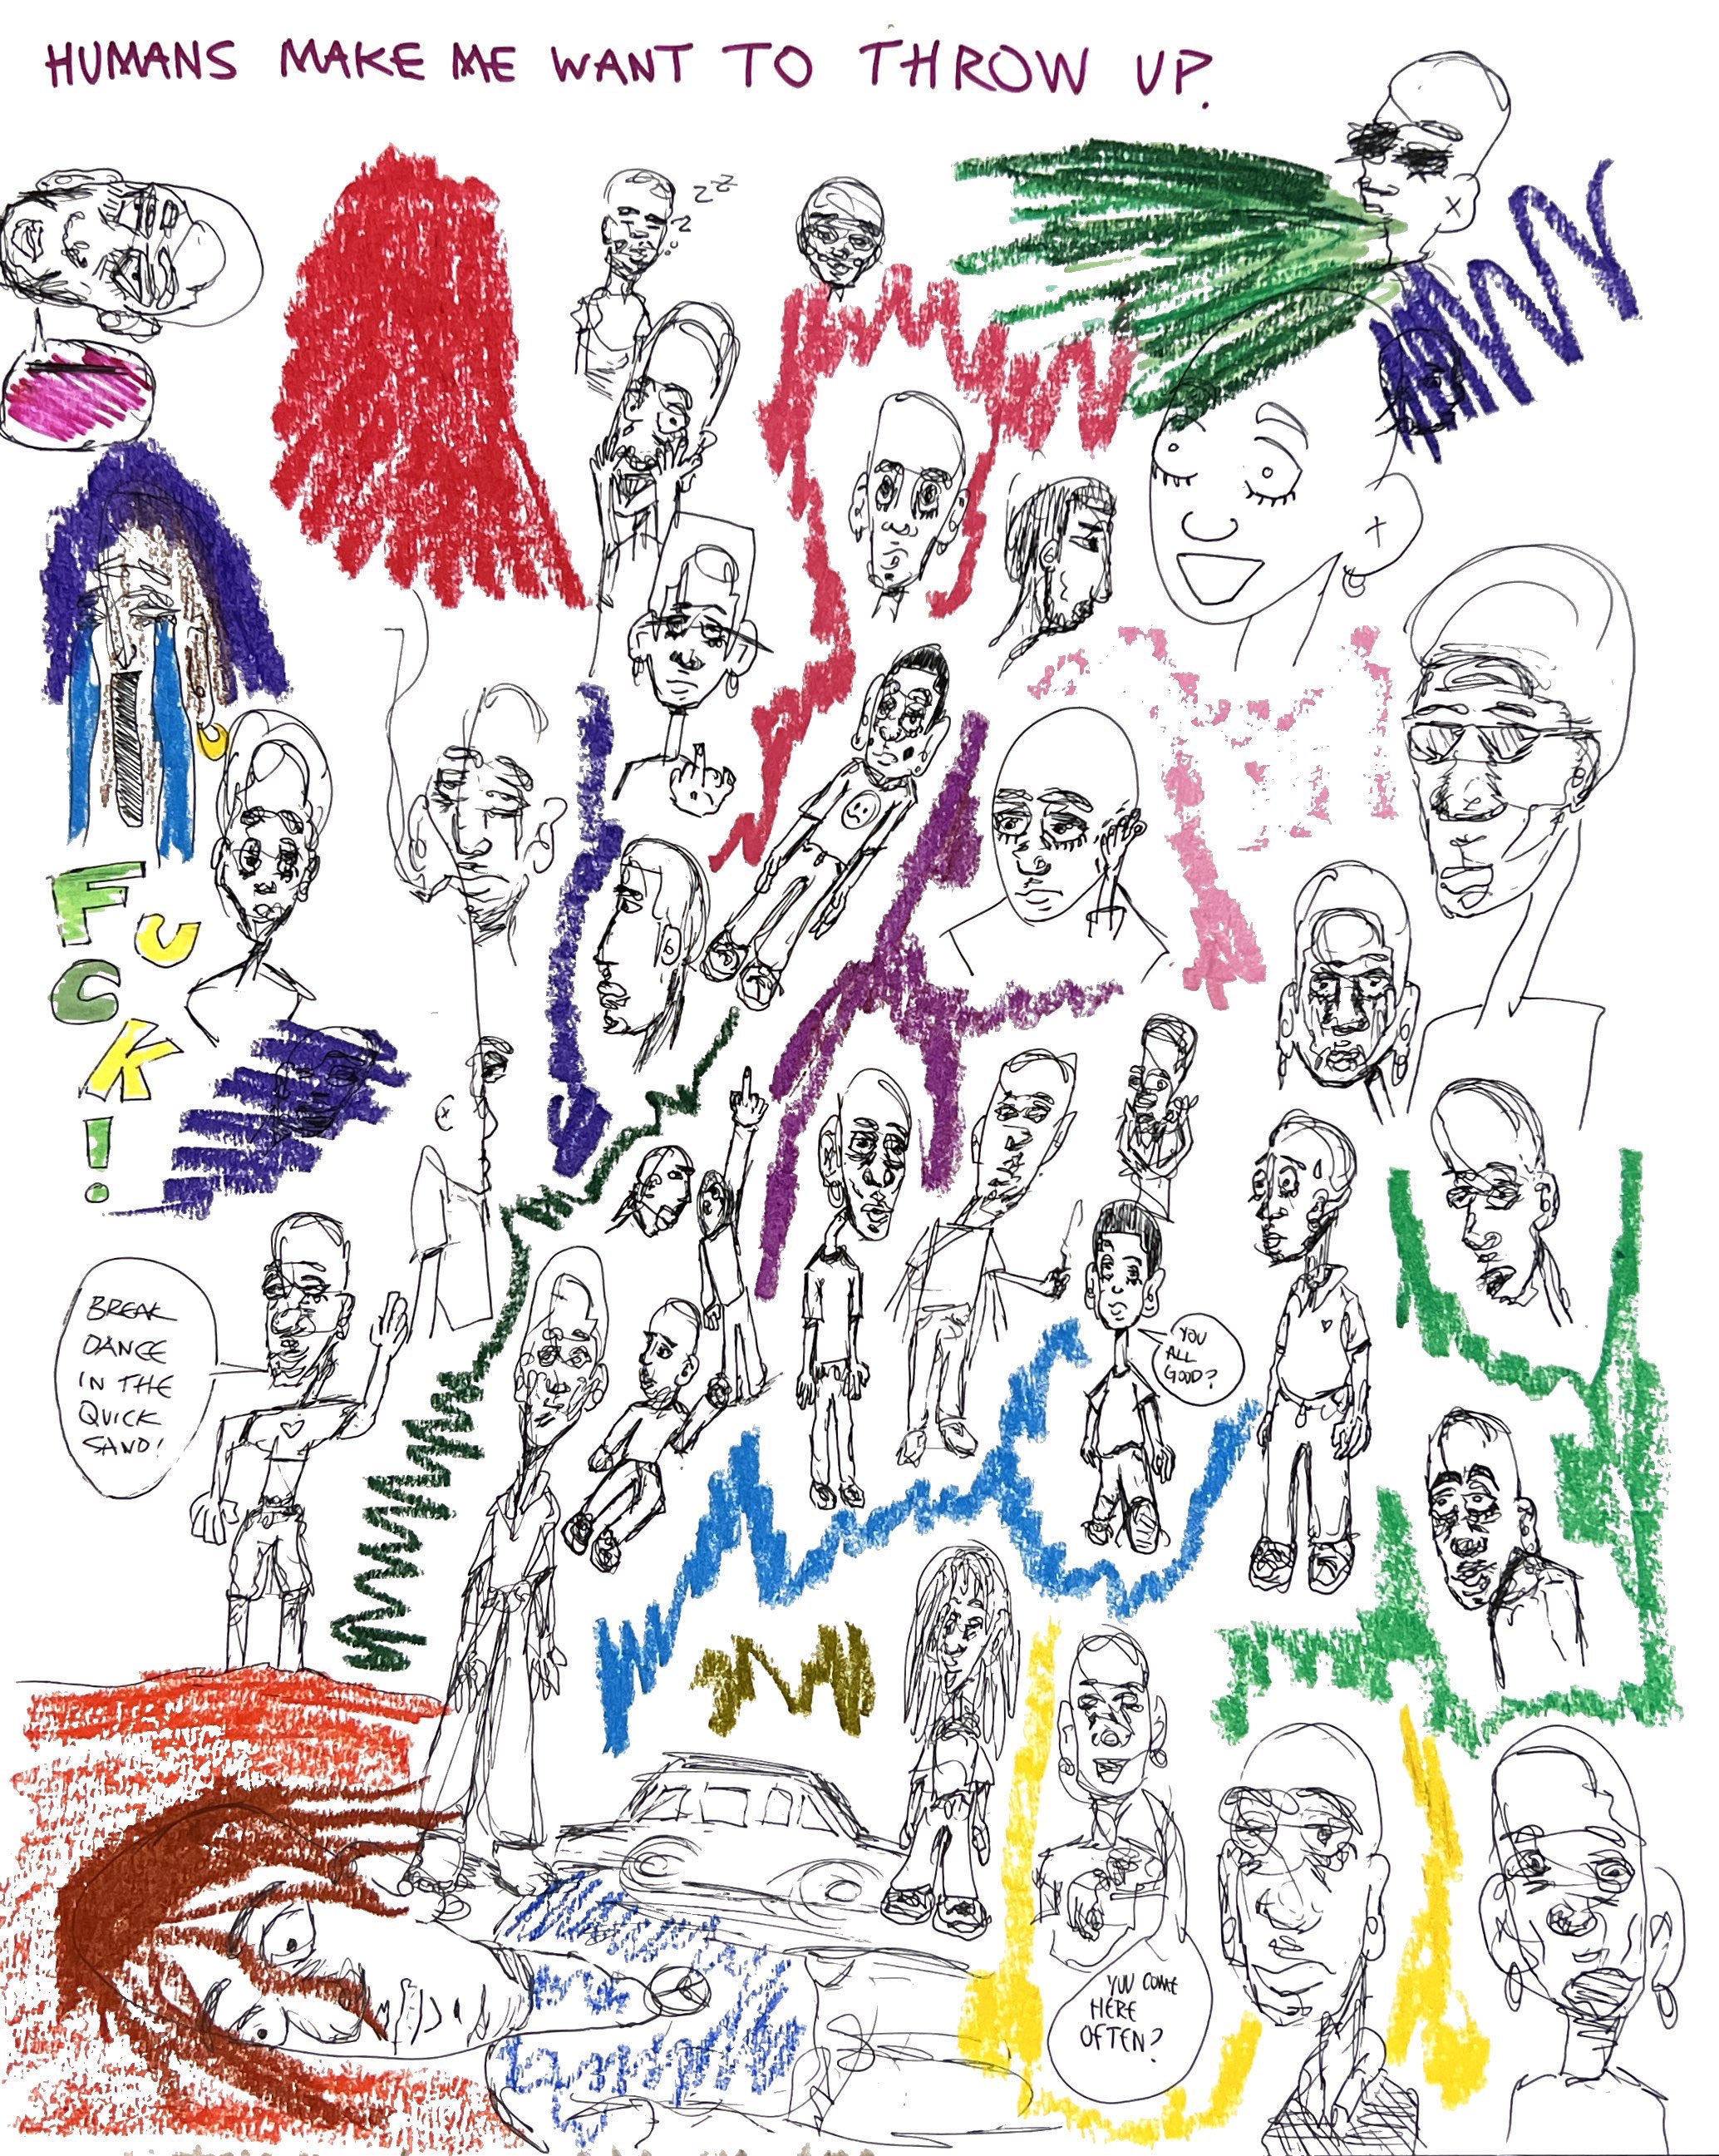 HUMANS MAKE ME WANT TO THROW UP.
z z z
z
FUCK!
BREAK
DANCE
IN THE
QUICK
SAND!
YOU
ALL
GOOD?
YUU COME
HERE
OFTEN?